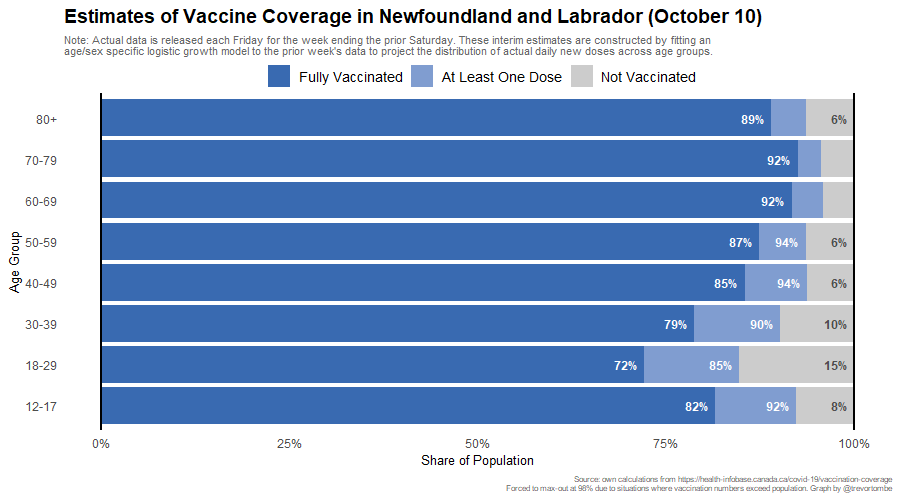 Estimates of Vaccine Coverage in Newfoundland and Labrador (October 10)
Note: Actual data is released each Friday for the week ending the prior Saturday. These interim estimates are constructed by fitting an
age/sex specific logistic growth model to the prior week's data to project the distribution of actual daily new doses across age groups.
Fully Vaccinated At Least One Dose Not Vaccinated
80+ 89% 6%
70-79 92%
60-69 92%
50-59 87% 94% 6%
Age Group
40-49 85% 94% 6%
30-39 79% 90% 10%
18-29 72% 85% 15%
12-17 82% 92% 8%
0% 25% 50% 75% 100%
Share of Population
Source: own calculations from https://health-infobase.canada.ca/covid-19/vaccination-coverage
Forced to max-out at 98% due to situations where vaccination numbers exceed population. Graph by @trevortombe